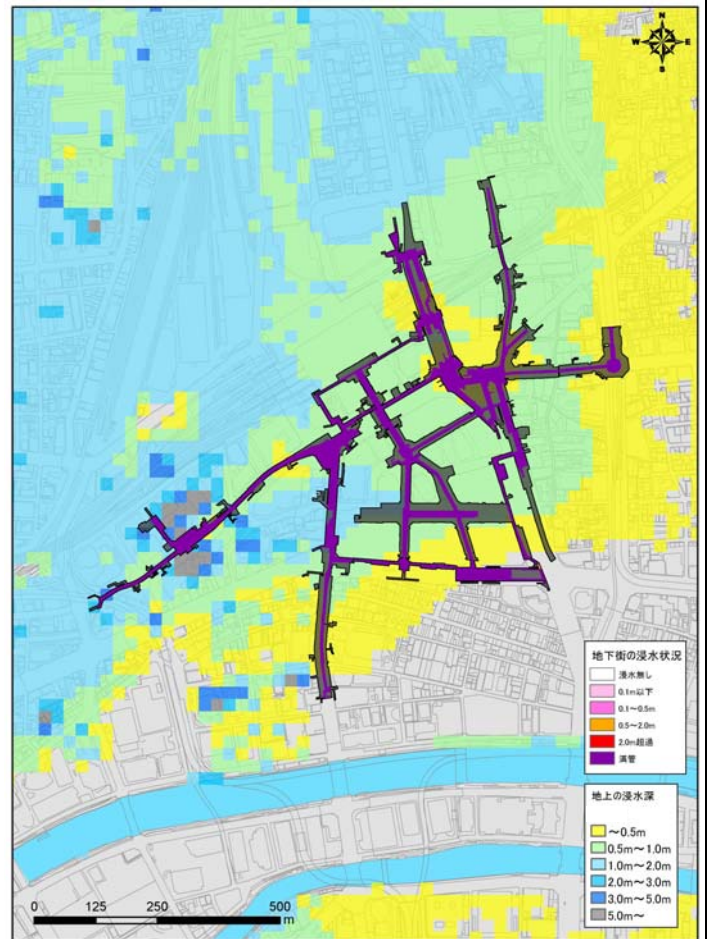 N
W E
S
地下街の浸水状況
浸水無し
0.1m以下
0.1~0.5m
0.5~2.0m
2.0m超過
満管
地上の浸水深
~0.5m
0.5m~1.0m
1.0m~2.0m
2.0m~3.0m
3.0m~5.0m
5.0m~
0 125 250 500
m